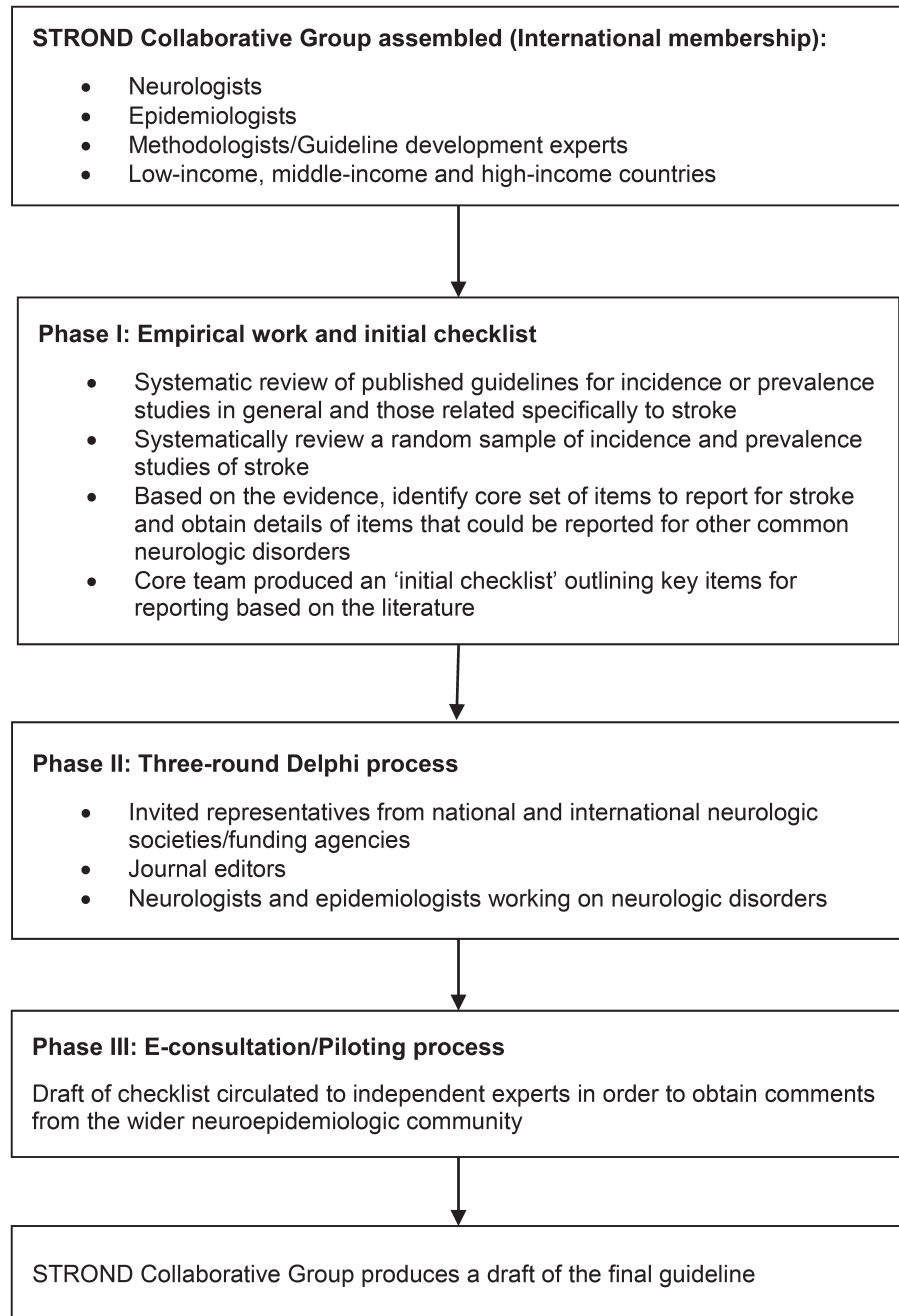 STROND Collaborative Group assembled (International membership):
• Neurologists
• Epidemiologists
• Methodologists/Guideline development experts
• Low-income, middle-income and high-income countries
Phase I: Empirical work and initial checklist
• Systematic review of published guidelines for incidence or prevalence
studies in general and those related specifically to stroke
• Systematically review a random sample of incidence and prevalence
studies of stroke
• Based on the evidence, identify core set of items to report for stroke
and obtain details of items that could be reported for other common
neurologic disorders
• Core team produced an ‘initial checklist’ outlining key items for
reporting based on the literature
Phase II: Three-round Delphi process
• Invited representatives from national and international neurologic
societies/funding agencies
• Journal editors
• Neurologists and epidemiologists working on neurologic disorders
Phase III: E-consultation/Piloting process
Draft of checklist circulated to independent experts in order to obtain comments
from the wider neuroepidemiologic community
STROND Collaborative Group produces a draft of the final guideline